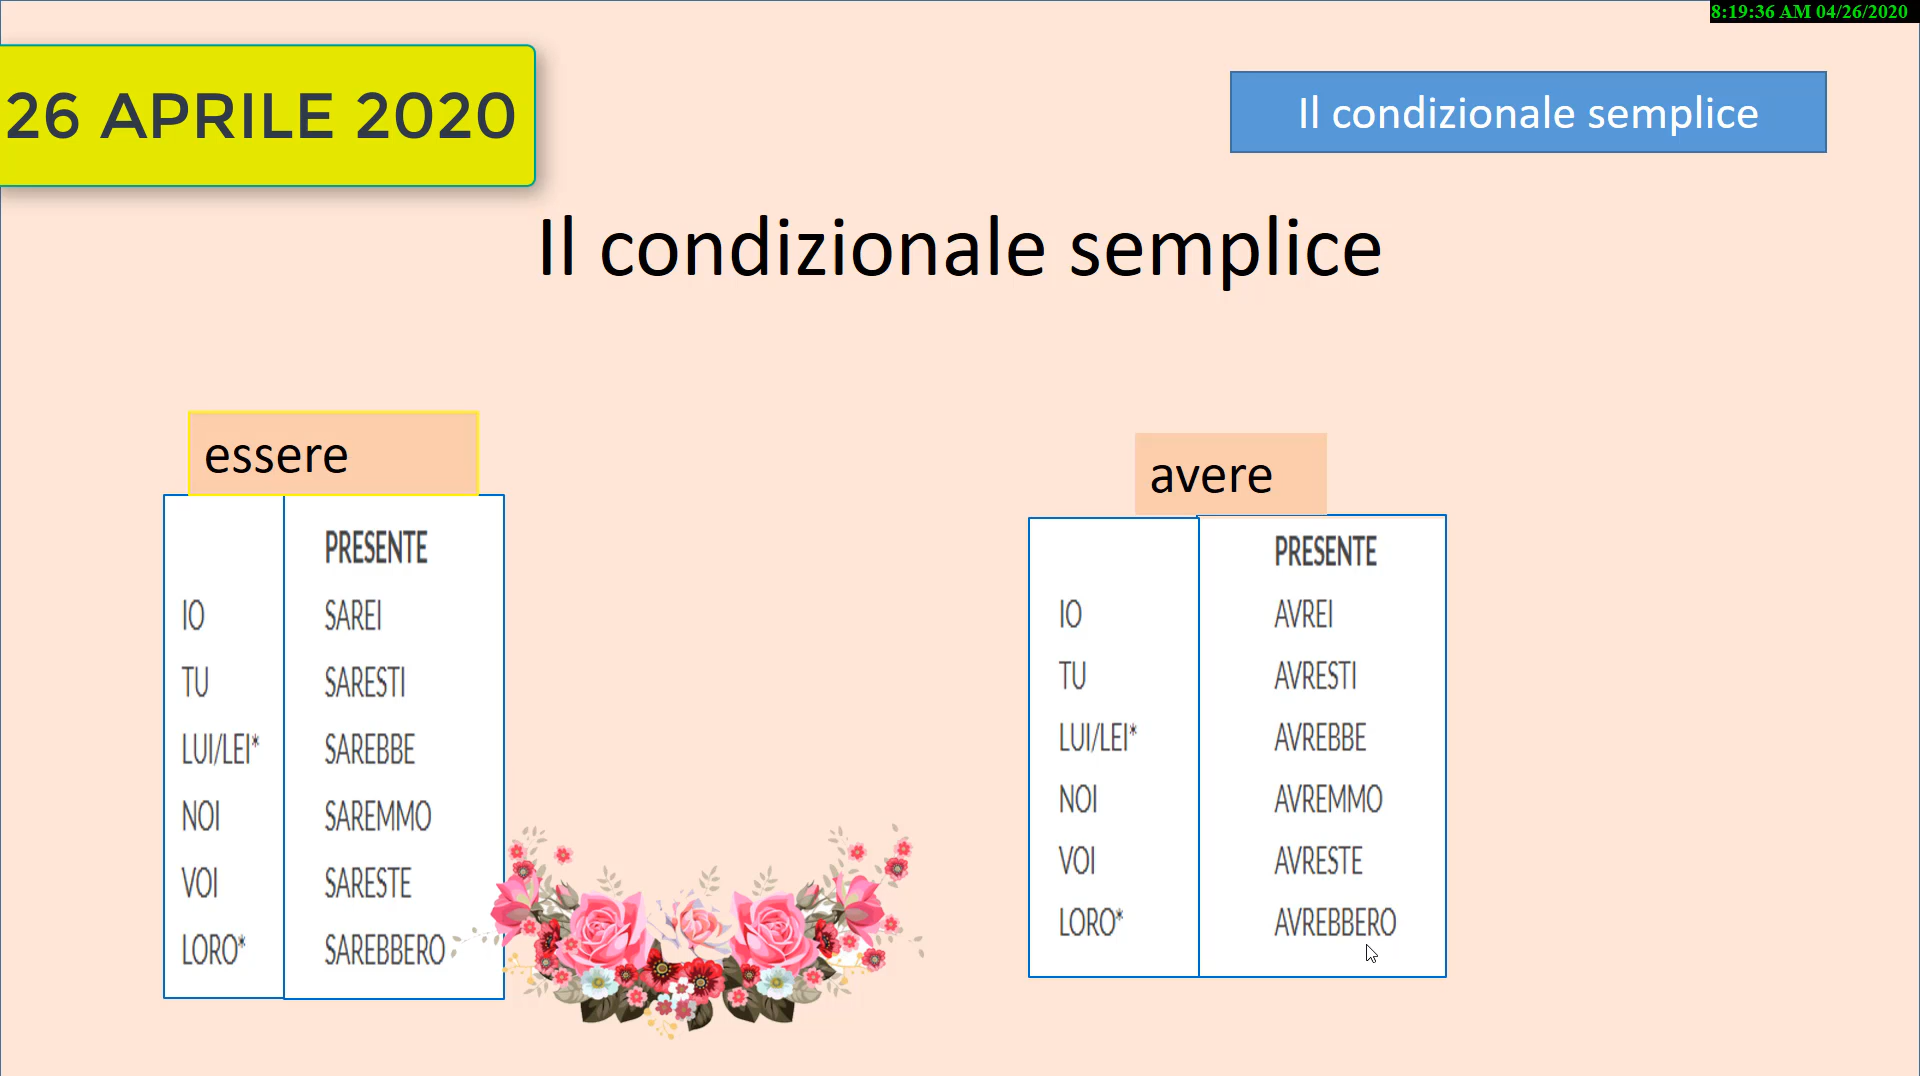 8:19:36 AM 04/26/2020
26 APRILE 2020
Il condizionale semplice
Il condizionale semplice
essere
PRESENTE
IO SAREI
TU SARESTI
LUI/LEI* SAREBBE
NOI SAREMMO
VOI SARESTE
LORO* SAREBBERO
avere
PRESENTE
IO AVREI
TU AVRESTI
LUI/LEI* AVREBBE
NOI AVREMMO
VOI AVRESTE
LORO* AVREBBERO